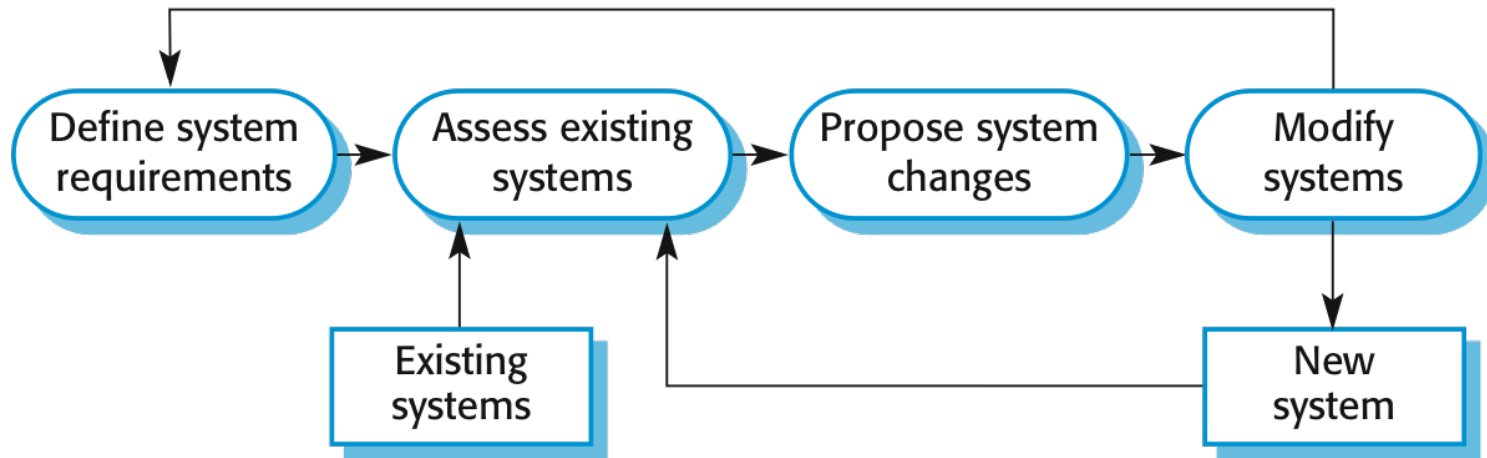 Define system
requirements
Assess existing
systems
Propose system
changes
Modify
systems
Existing
systems
New
system